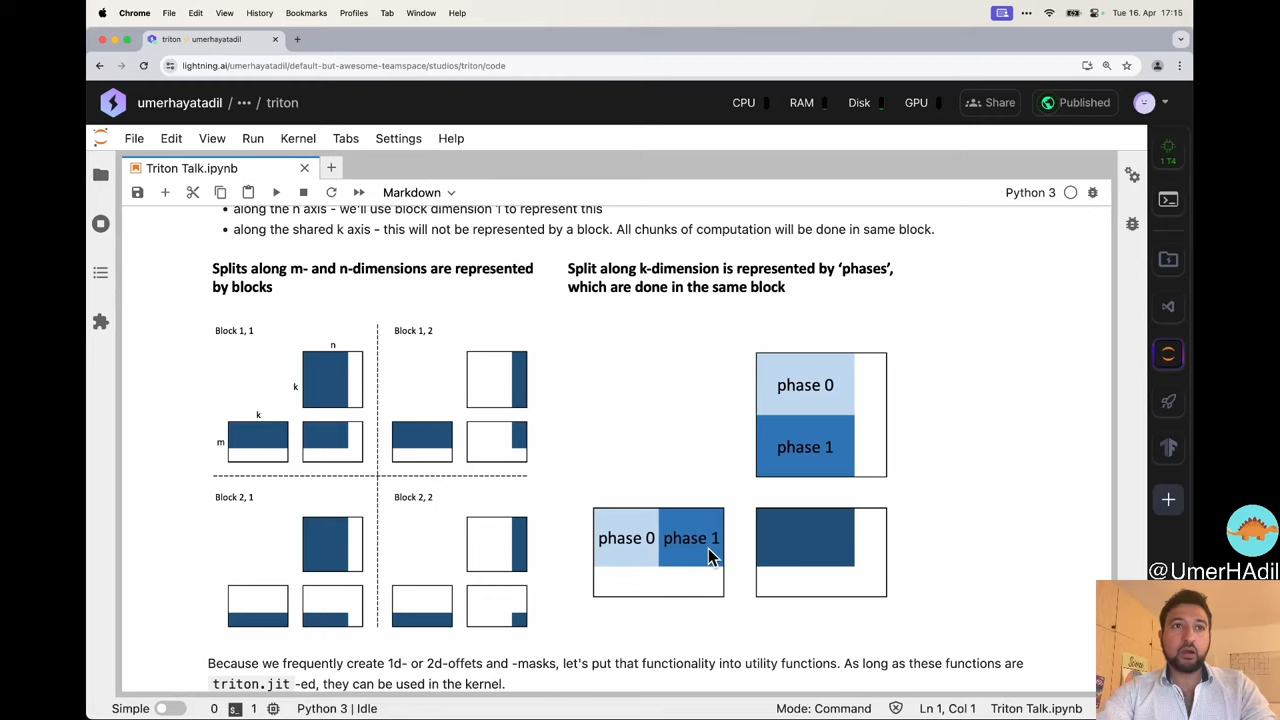 Chrome File Edit View History Bookmarks Profiles Tab Window Help Tue 16. Apr 17:15
triton umerhayatadil
lightning.ai/umerhayatadil/default-but-awesome-teamspace/studios/triton/code
umerhayatadil / ··· / triton CPU RAM Disk GPU Share Published
File Edit View Run Kernel Tabs Settings Help
1 T4
Triton Talk.ipynb
Markdown Python 3
• along the n axis - we'll use block dimension 1 to represent this
• along the shared k axis - this will not be represented by a block. All chunks of computation will be done in same block.
Splits along m- and n-dimensions are represented
by blocks
Split along k-dimension is represented by ‘phases’,
which are done in the same block
Block 1, 1
Block 1, 2
n
k
k
m
Block 2, 1
Block 2, 2
phase 0
phase 1
phase 0 phase 1
@UmerHAdil
Because we frequently create 1d- or 2d-offets and -masks, let's put that functionality into utility functions. As long as these functions are
triton.jit -ed, they can be used in the kernel.
Simple 0 1 Python 3 | Idle Mode: Command Ln 1, Col 1 Triton Talk.ipynb